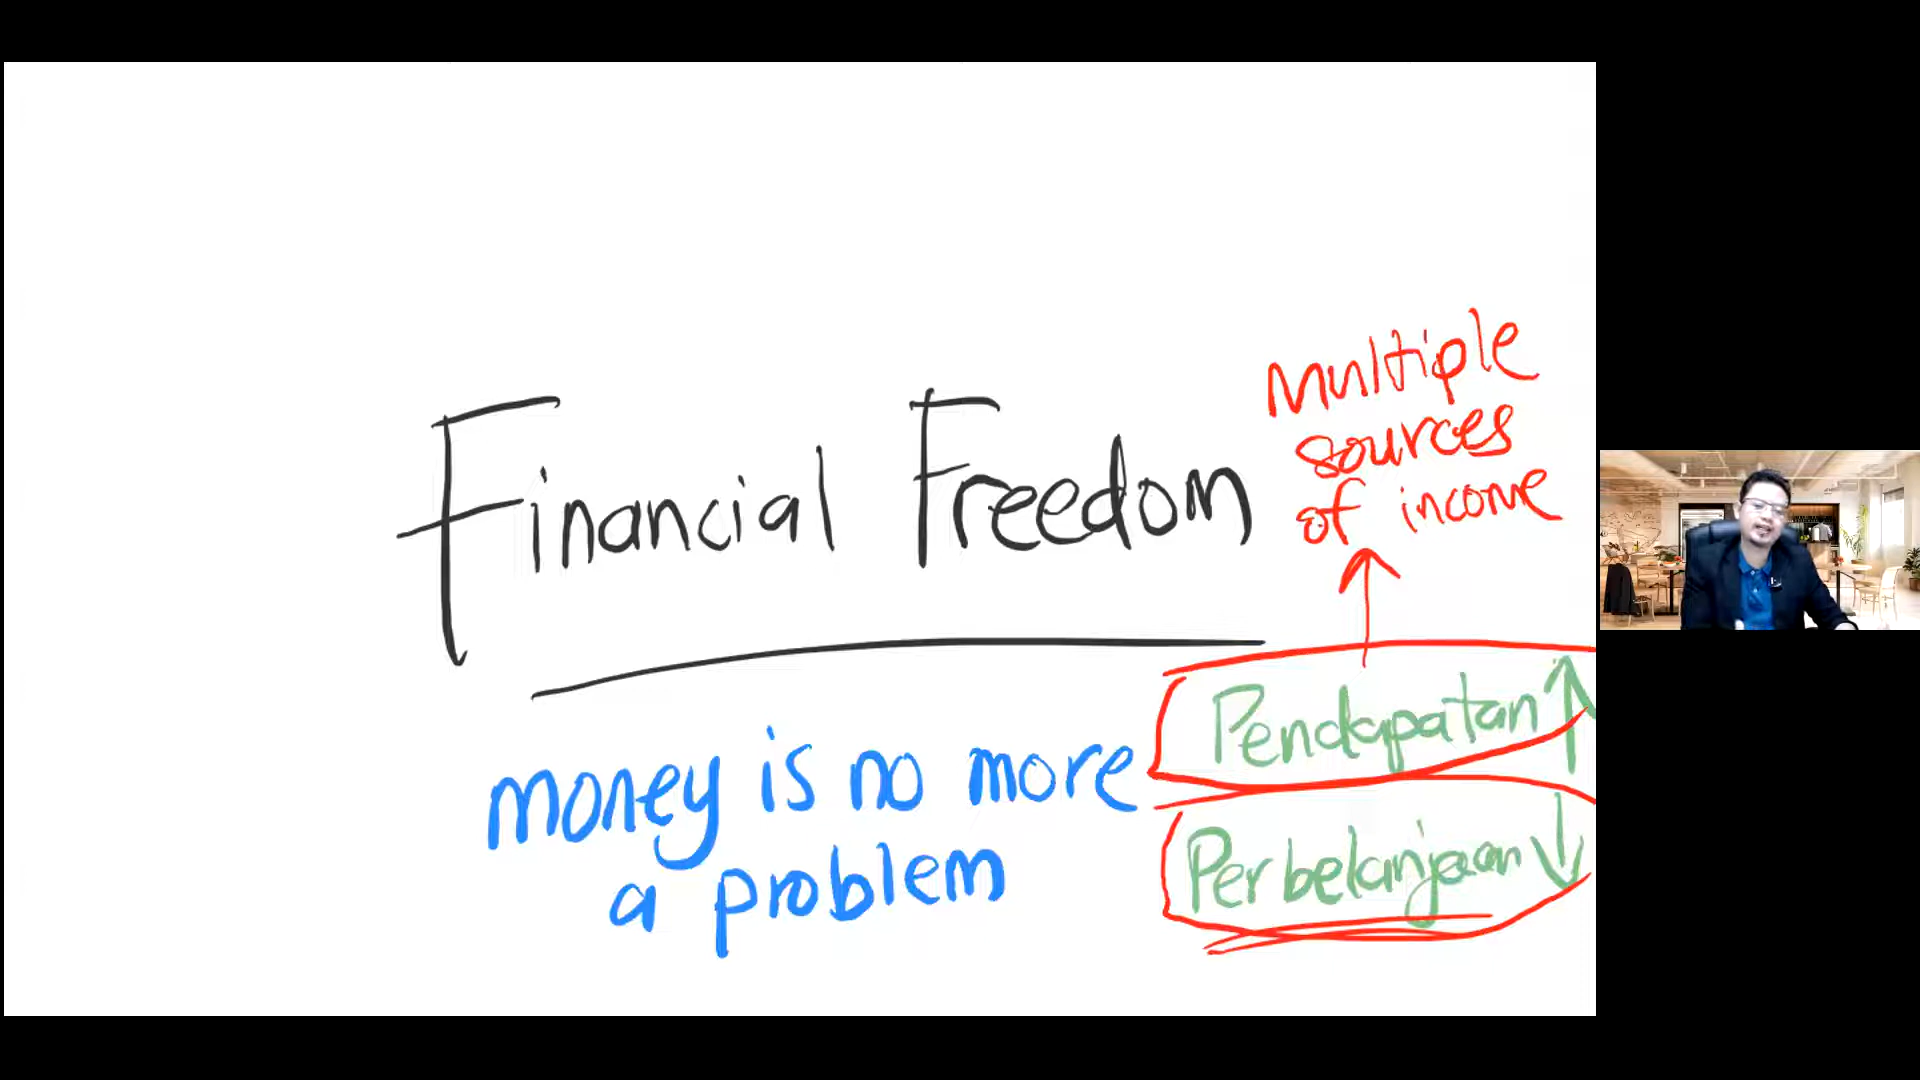 Financial Freedom
Multiple
sources
of income
money is no more
a problem
Pendapatan
Perbelanjaan